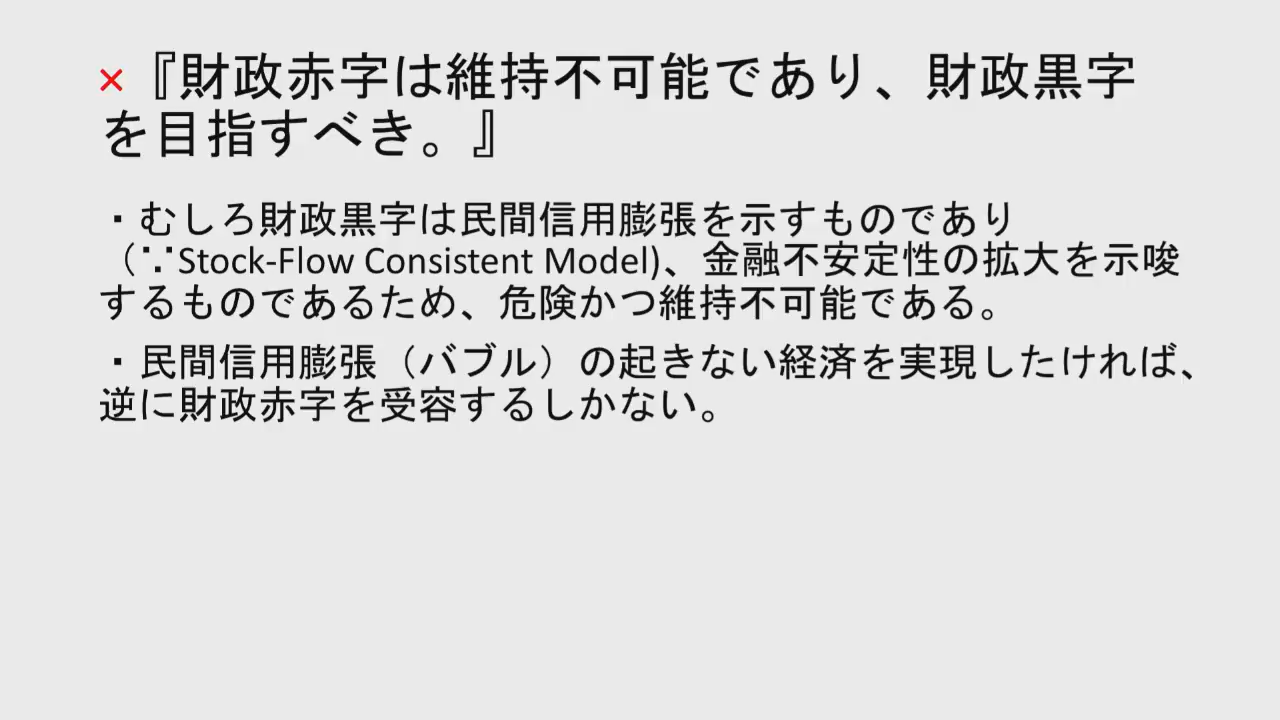 ×『財政赤字は維持不可能であり、財政黒字
を目指すべき。』
・むしろ財政黒字は民間信用膨張を示すものであり
（∵Stock-Flow Consistent Model)、金融不安定性の拡大を示唆
するものであるため、危険かつ維持不可能である。
・民間信用膨張（バブル）の起きない経済を実現したければ、
逆に財政赤字を受容するしかない。